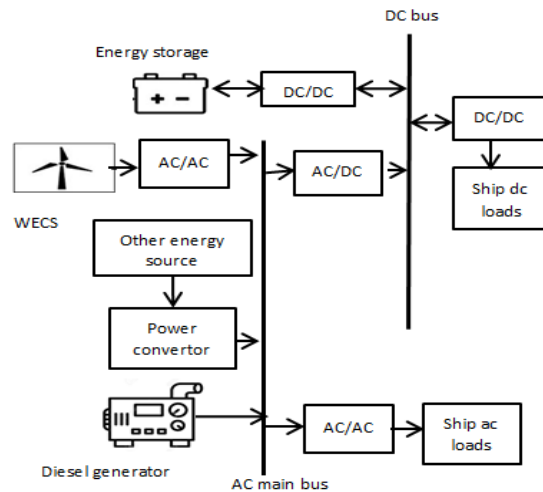 DC bus
Energy storage
DC/DC
DC/DC
AC/AC
AC/DC
Ship dc
loads
WECS
Other energy
source
Power
convertor
AC/AC
Ship ac
loads
Diesel generator
AC main bus